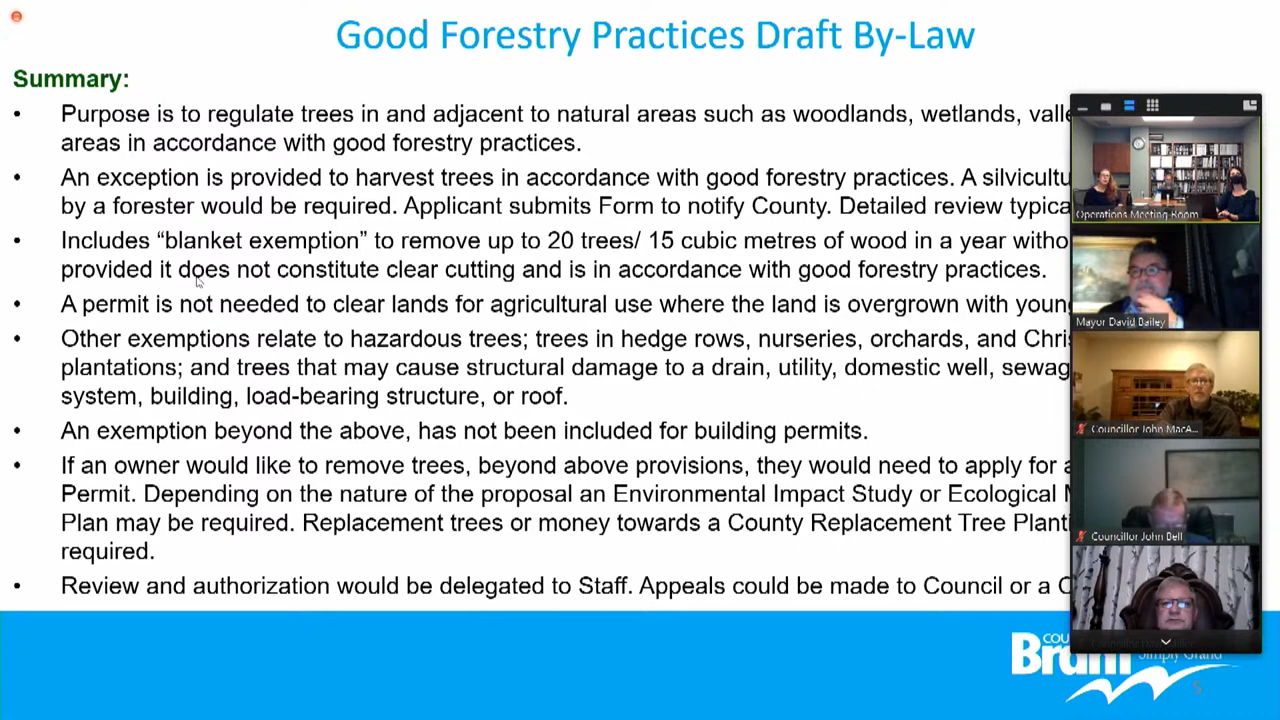 Good Forestry Practices Draft By-Law
Summary:
• Purpose is to regulate trees in and adjacent to natural areas such as woodlands, wetlands,
areas in accordance with good forestry practices.
• An exception is provided to harvest trees in accordance with good forestry practices. A
by a forester would be required. Applicant submits Form to notify County. Detailed review
• Includes “blanket exemption” to remove up to 20 trees/ 15 cubic metres of wood in a year
provided it does not constitute clear cutting and is in accordance with good forestry practices.
• A permit is not needed to clear lands for agricultural use where the land is overgrown with
• Other exemptions relate to hazardous trees; trees in hedge rows, nurseries, orchards, and
plantations; and trees that may cause structural damage to a drain, utility, domestic well,
system, building, load-bearing structure, or roof.
• An exemption beyond the above, has not been included for building permits.
• If an owner would like to remove trees, beyond above provisions, they would need to apply for
Permit. Depending on the nature of the proposal an Environmental Impact Study or Ecological
Plan may be required. Replacement trees or money towards a County Replacement Tree
required.
• Review and authorization would be delegated to Staff. Appeals could be made to Council or a
Operations Meeting Room
Mayor David Bailey
Councillor John MacA...
Councillor John Bell
Simply Grand
5